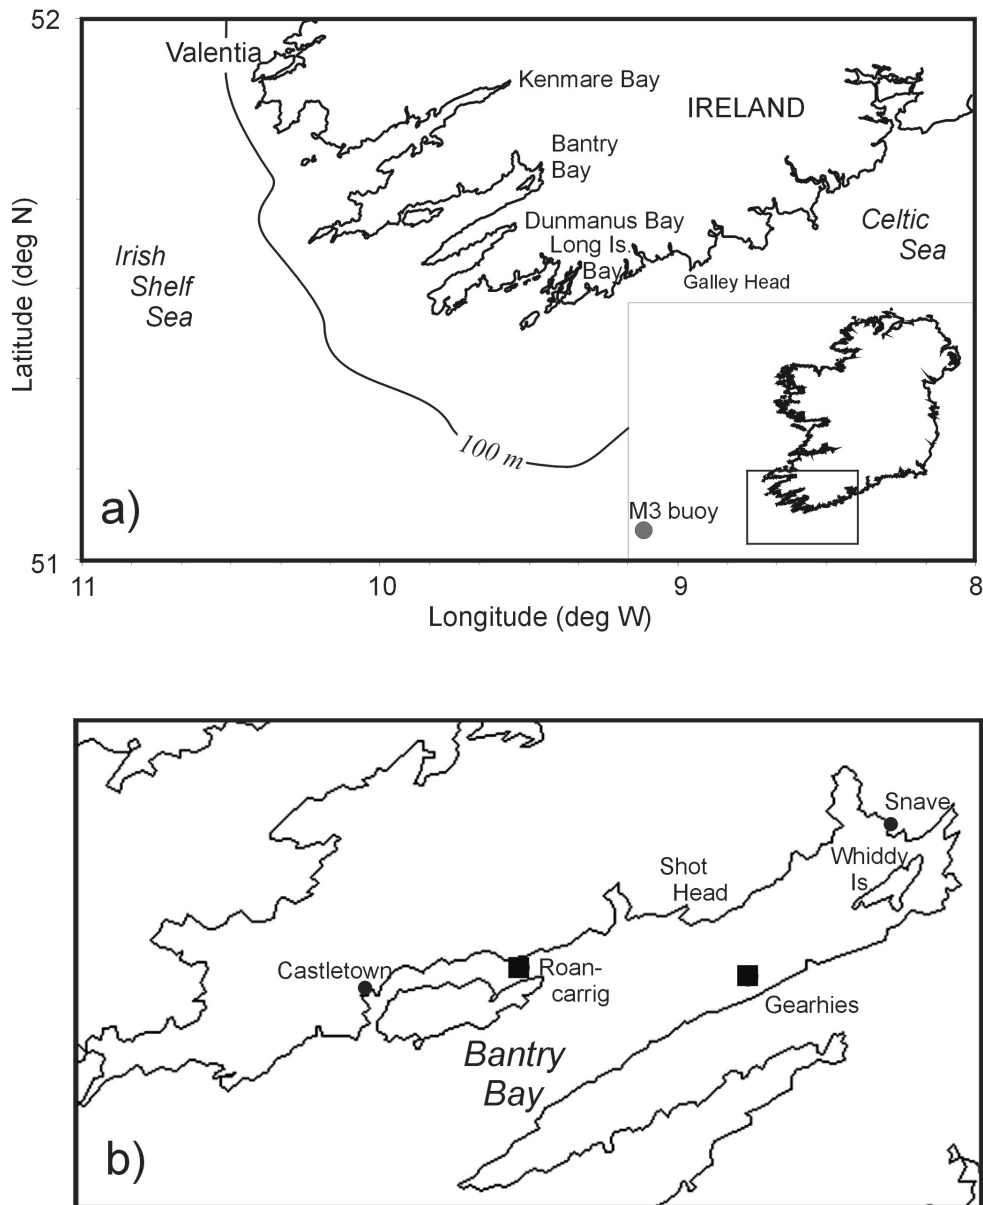 52
Valentia
Kenmare Bay
IRELAND
Bantry
Bay
Dunmanus Bay
Long Is.
Bay
Celtic
Sea
Galley Head
Irish
Shelf
Sea
Latitude (deg N)
100 m
a)
M3 buoy
51
11
10
9
8
Longitude (deg W)
Snave
Whiddy
Is.
Shot
Head
Castletown
Roan-
carrig
Gearhies
Bantry
Bay
b)